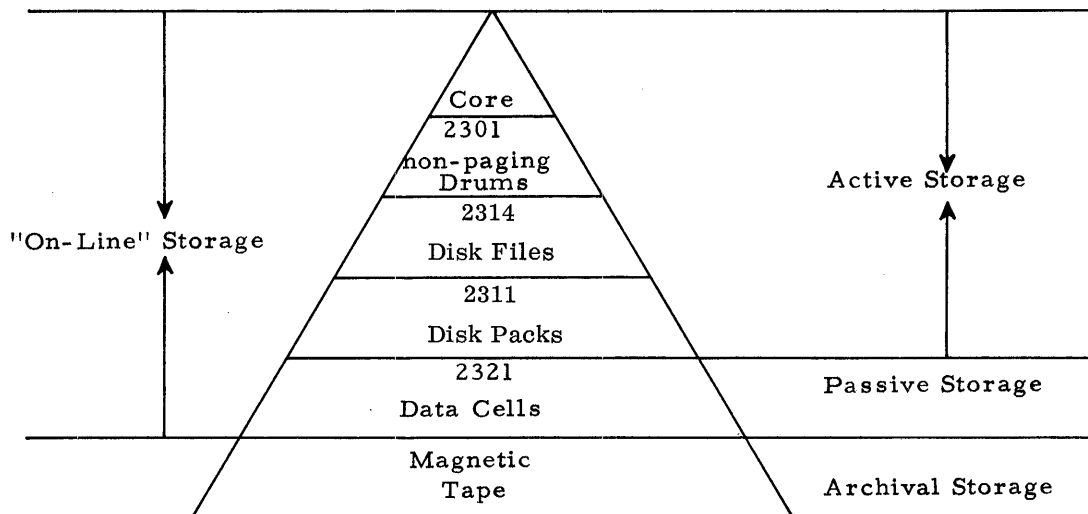 Core
2301
non-paging
Drums
2314
Disk Files
2311
Disk Packs
2321
Data Cells
Magnetic
Tape
"On-Line" Storage
Active Storage
Passive Storage
Archival Storage